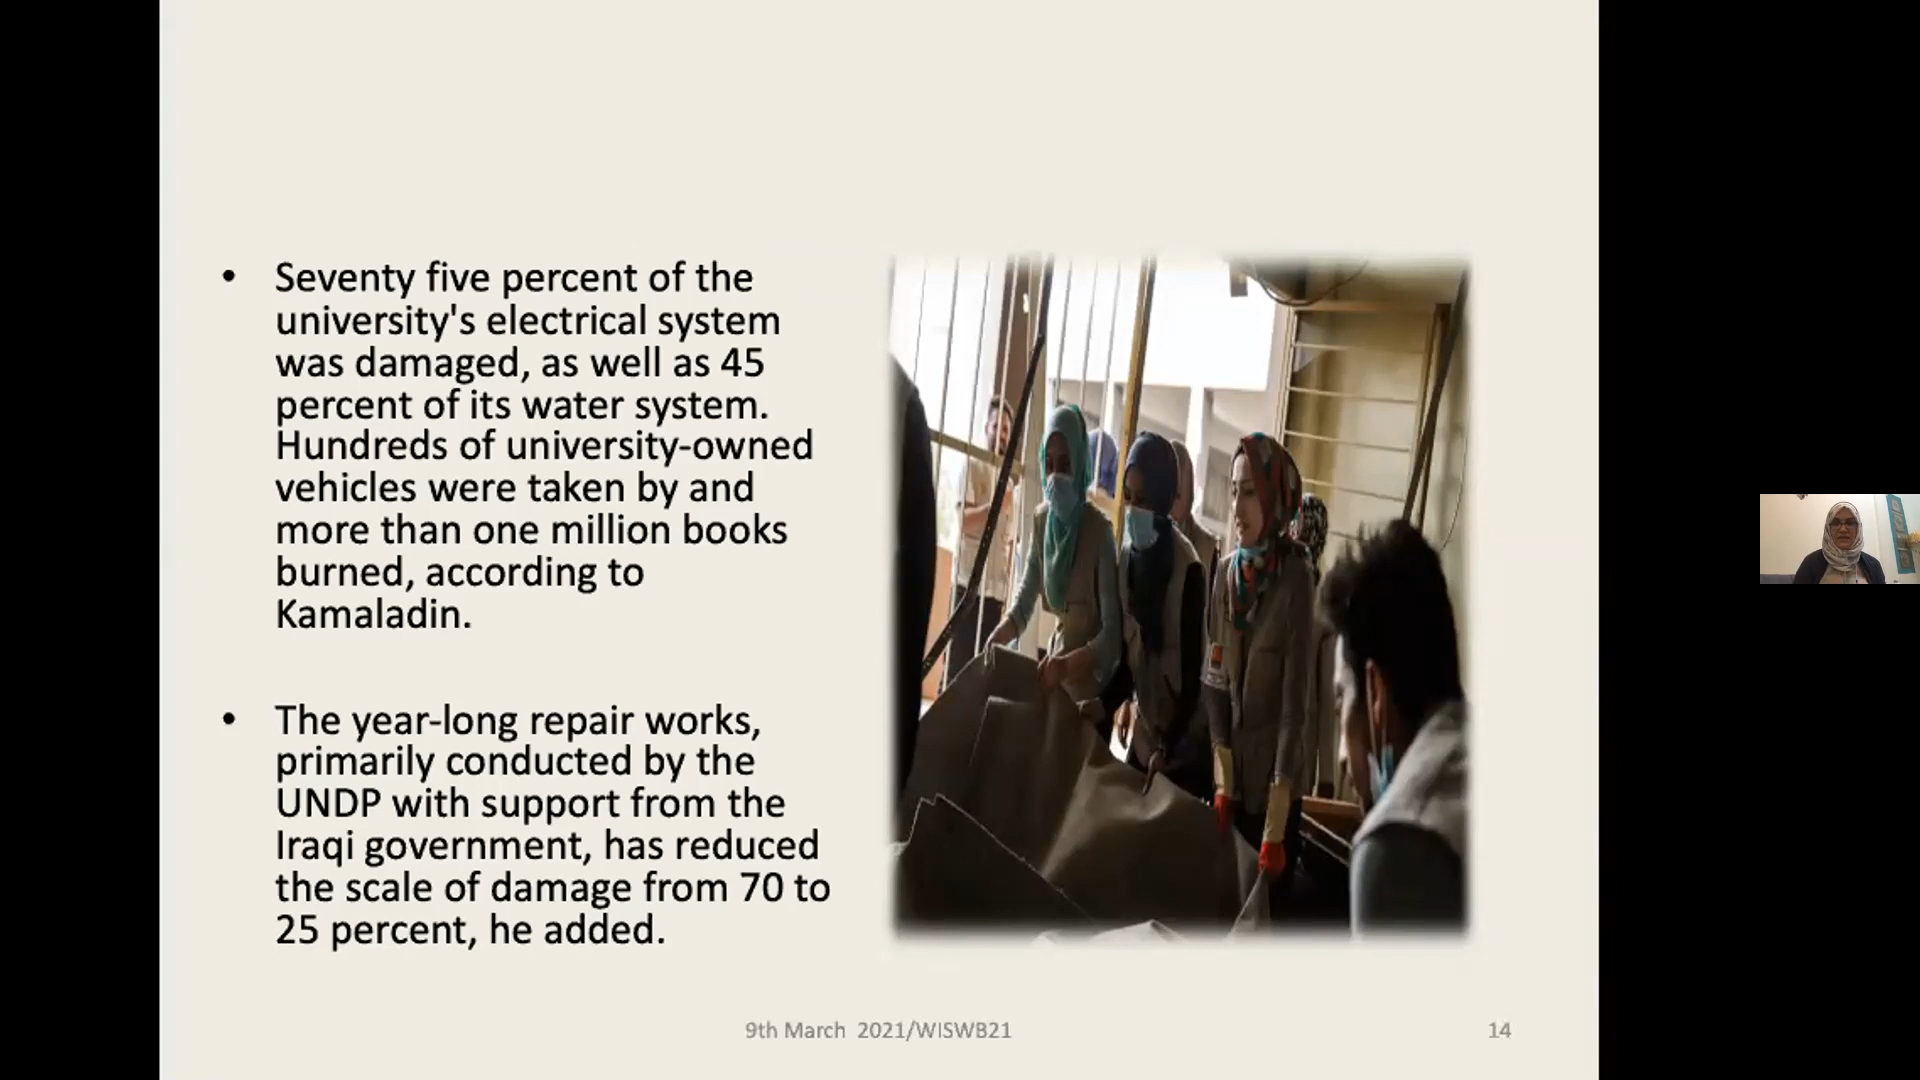 • Seventy five percent of the
university's electrical system
was damaged, as well as 45
percent of its water system.
Hundreds of university-owned
vehicles were taken by and
more than one million books
burned, according to
Kamaladin.
• The year-long repair works,
primarily conducted by the
UNDP with support from the
Iraqi government, has reduced
the scale of damage from 70 to
25 percent, he added.
9th March 2021/WISWB21
14